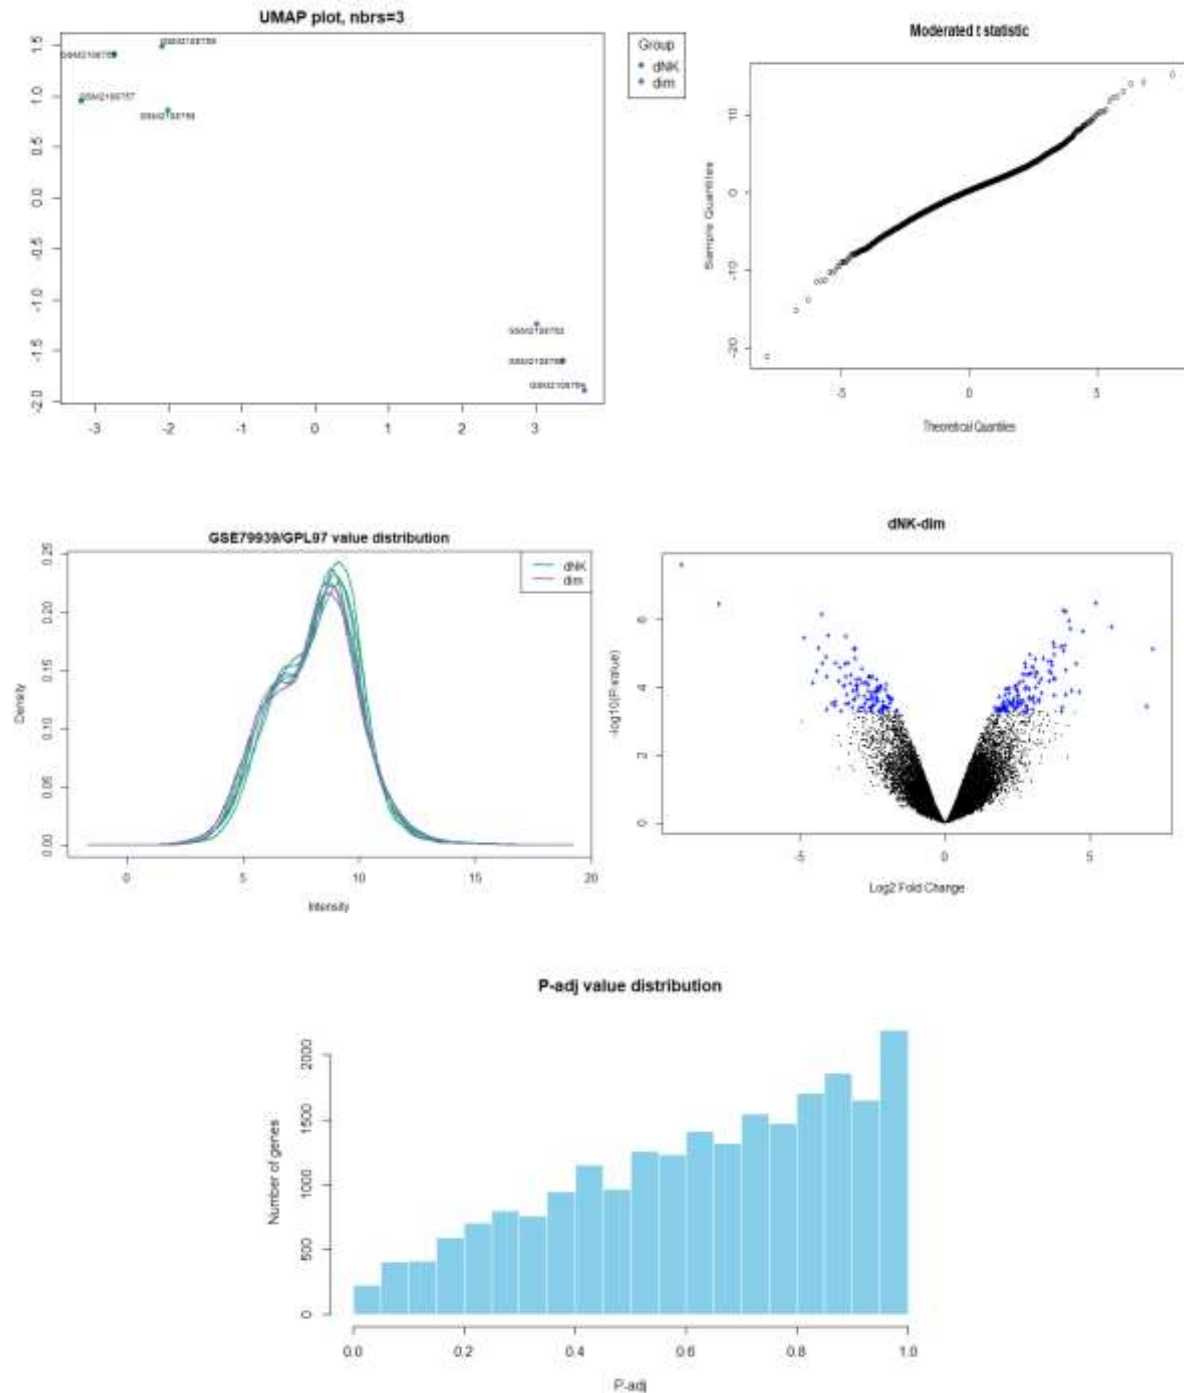 UMAP plot, nbrs=3
Group
dNK
dim
1.5
1.0
0.5
0.0
-0.5
-1.0
-1.5
-2.0
-3 -2 -1 0 1 2 3
Moderated t statistic
Sample Quantiles
10
0
-10
-20
-5 0 5
Theoretical Quantiles
GSE79939/GPL97 value distribution
dNK
dim
Density
0.25
0.20
0.15
0.10
0.05
0.00
0 5 10 15 20
Intensity
dNK-dim
-log10(P-value)
6
4
2
0
-5 0 5
Log2 Fold Change
P-adj value distribution
Number of genes
2000
1500
1000
500
0
0.0 0.2 0.4 0.6 0.8 1.0
P-adj